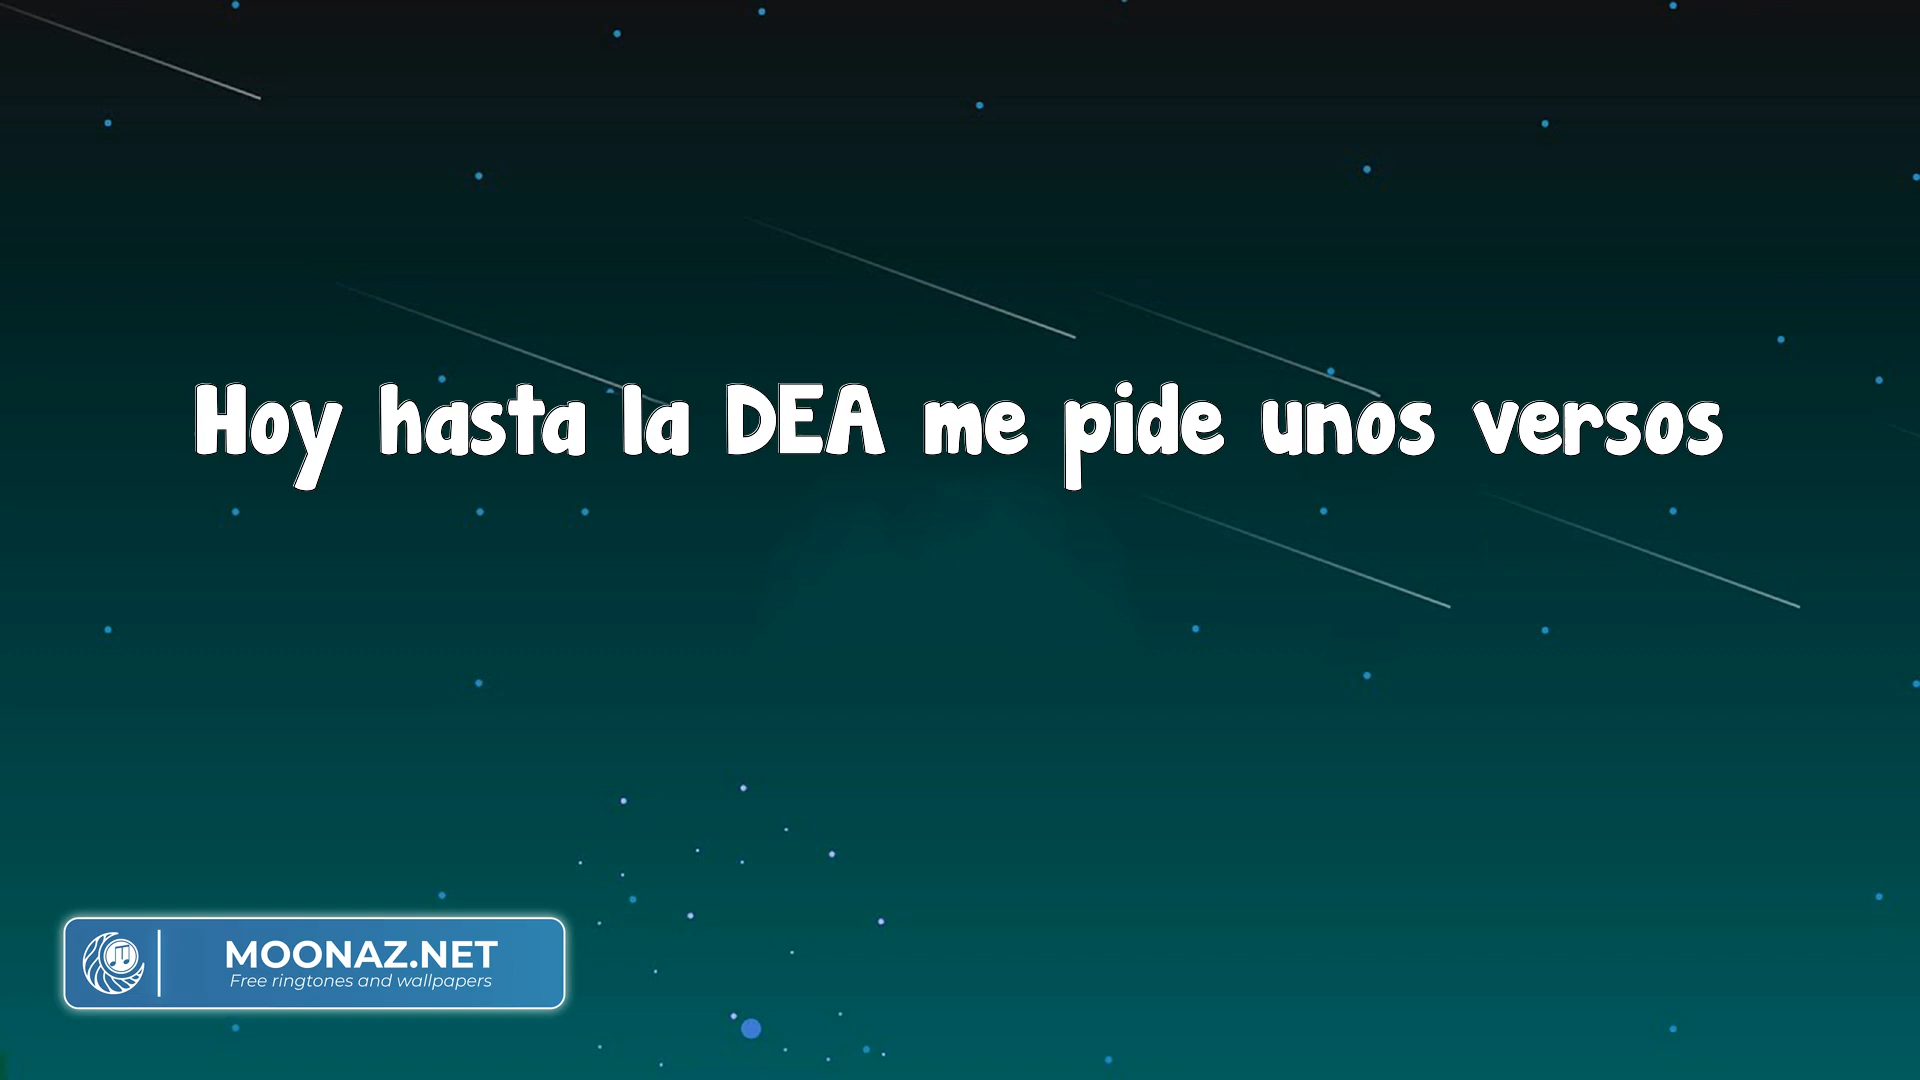 Hoy hasta la DEA me pide unos versos
MOONAZ.NET
Free ringtones and wallpapers